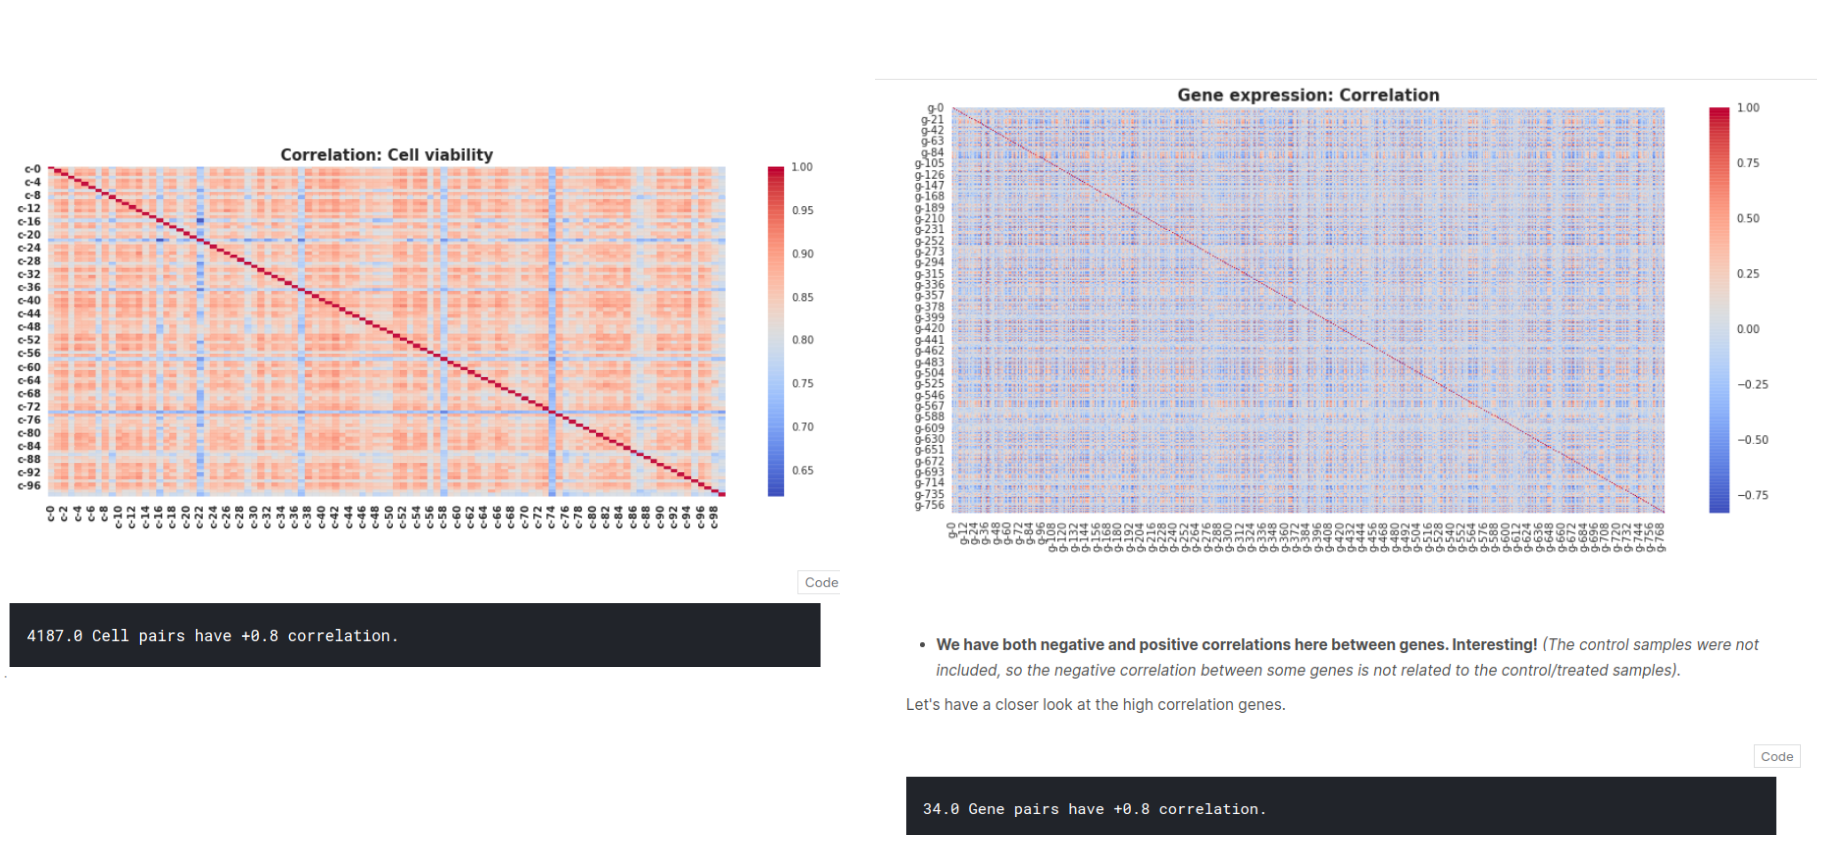 Correlation: Cell viability
c-0
c-4
c-8
c-12
c-16
c-20
c-24
c-28
c-32
c-36
c-40
c-44
c-48
c-52
c-56
c-60
c-64
c-68
c-72
c-76
c-80
c-84
c-88
c-92
c-96
c-0 c-2 c-4 c-6 c-8 c-10 c-12 c-14 c-16 c-18 c-20 c-22 c-24 c-26 c-28 c-30 c-32 c-34 c-36 c-38 c-40 c-42 c-44 c-46 c-48 c-50 c-52 c-54 c-56 c-58 c-60 c-62 c-64 c-66 c-68 c-70 c-72 c-74 c-76 c-78 c-80 c-82 c-84 c-86 c-88 c-90 c-92 c-94 c-96 c-98
1.00
0.95
0.90
0.85
0.80
0.75
0.70
0.65
Code
4187.0 Cell pairs have +0.8 correlation.
Gene expression: Correlation
g-0
g-21
g-42
g-63
g-84
g-105
g-126
g-147
g-168
g-189
g-210
g-231
g-252
g-273
g-294
g-315
g-336
g-357
g-378
g-399
g-420
g-441
g-462
g-483
g-504
g-525
g-546
g-567
g-588
g-609
g-630
g-651
g-672
g-693
g-714
g-735
g-756
g-0 g-12 g-24 g-36 g-48 g-60 g-72 g-84 g-96 g-108 g-120 g-132 g-144 g-156 g-168 g-180 g-192 g-204 g-216 g-228 g-240 g-252 g-264 g-276 g-288 g-300 g-312 g-324 g-336 g-348 g-360 g-372 g-384 g-396 g-408 g-420 g-432 g-444 g-456 g-468 g-480 g-492 g-504 g-516 g-528 g-540 g-552 g-564 g-576 g-588 g-600 g-612 g-624 g-636 g-648 g-660 g-672 g-684 g-696 g-708 g-720 g-732 g-744 g-756 g-768
1.00
0.75
0.50
0.25
0.00
−0.25
−0.50
−0.75
• We have both negative and positive correlations here between genes. Interesting! (The control samples were not
included, so the negative correlation between some genes is not related to the control/treated samples).
Let's have a closer look at the high correlation genes.
Code
34.0 Gene pairs have +0.8 correlation.